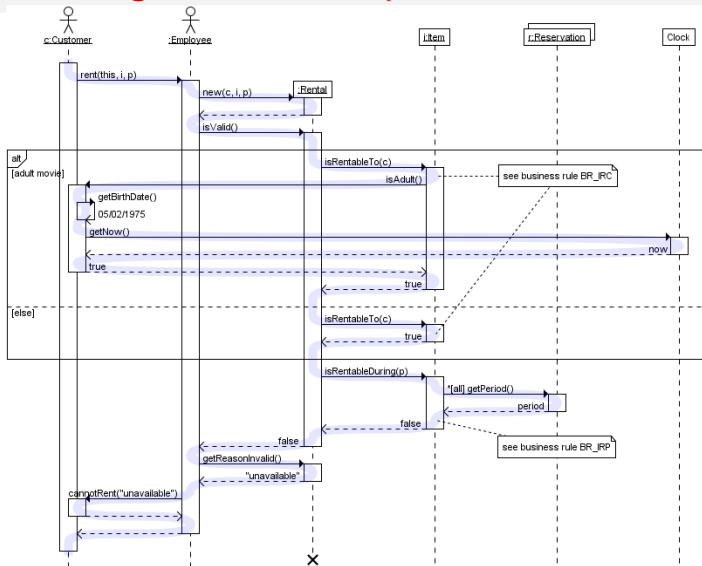 c:Customer
:Employee
i:Item
r:Reservation
Clock
rent(this, i, p)
new(c, i, p)
:Rental
isValid()
alt
[adult movie]
isRentableTo(c)
see business rule BR_IRC
isAdult()
getBirthDate()
05/02/1975
getNow()
now
true
true
[else]
isRentableTo(c)
true
isRentableDuring(p)
*[all] getPeriod()
period
false
false
see business rule BR_IRP
getReasonInvalid()
"unavailable"
cannotRent("unavailable")